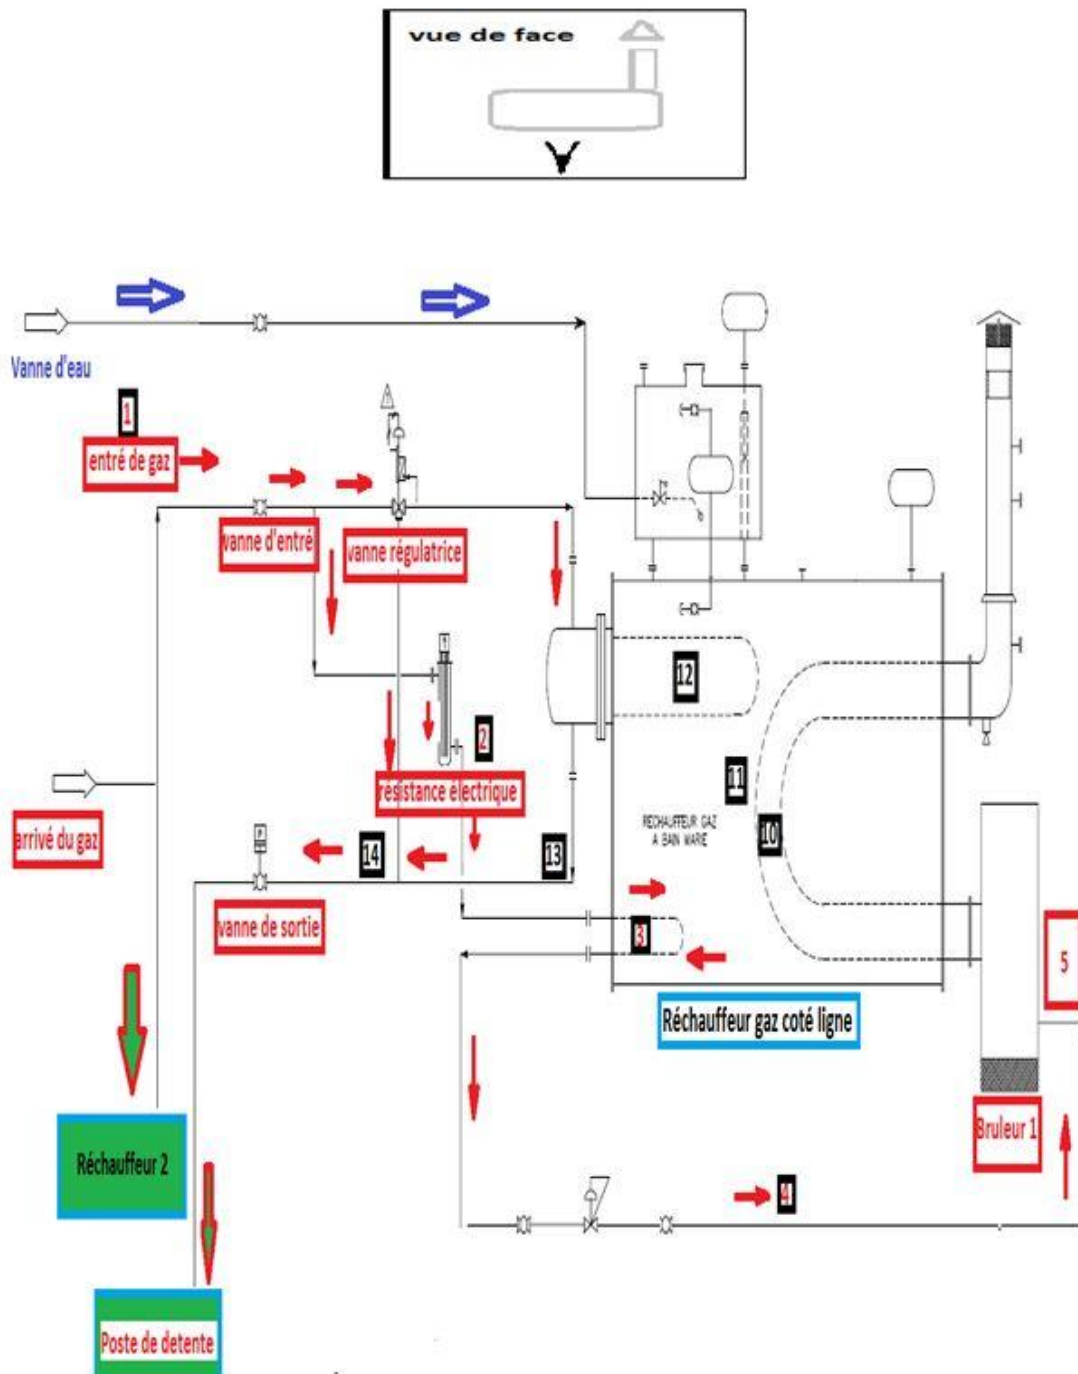 vue de face
Vanne d'eau
1
entré de gaz
vanne d'entré
vanne régulatrice
12
2
résistance électrique
11
RECHAUFFEUR GAZ
A BAIN MARIE
10
arrivé du gaz
P
14
13
vanne de sortie
3
5
Réchauffeur gaz coté ligne
Bruleur 1
Réchauffeur 2
4
Poste de detente